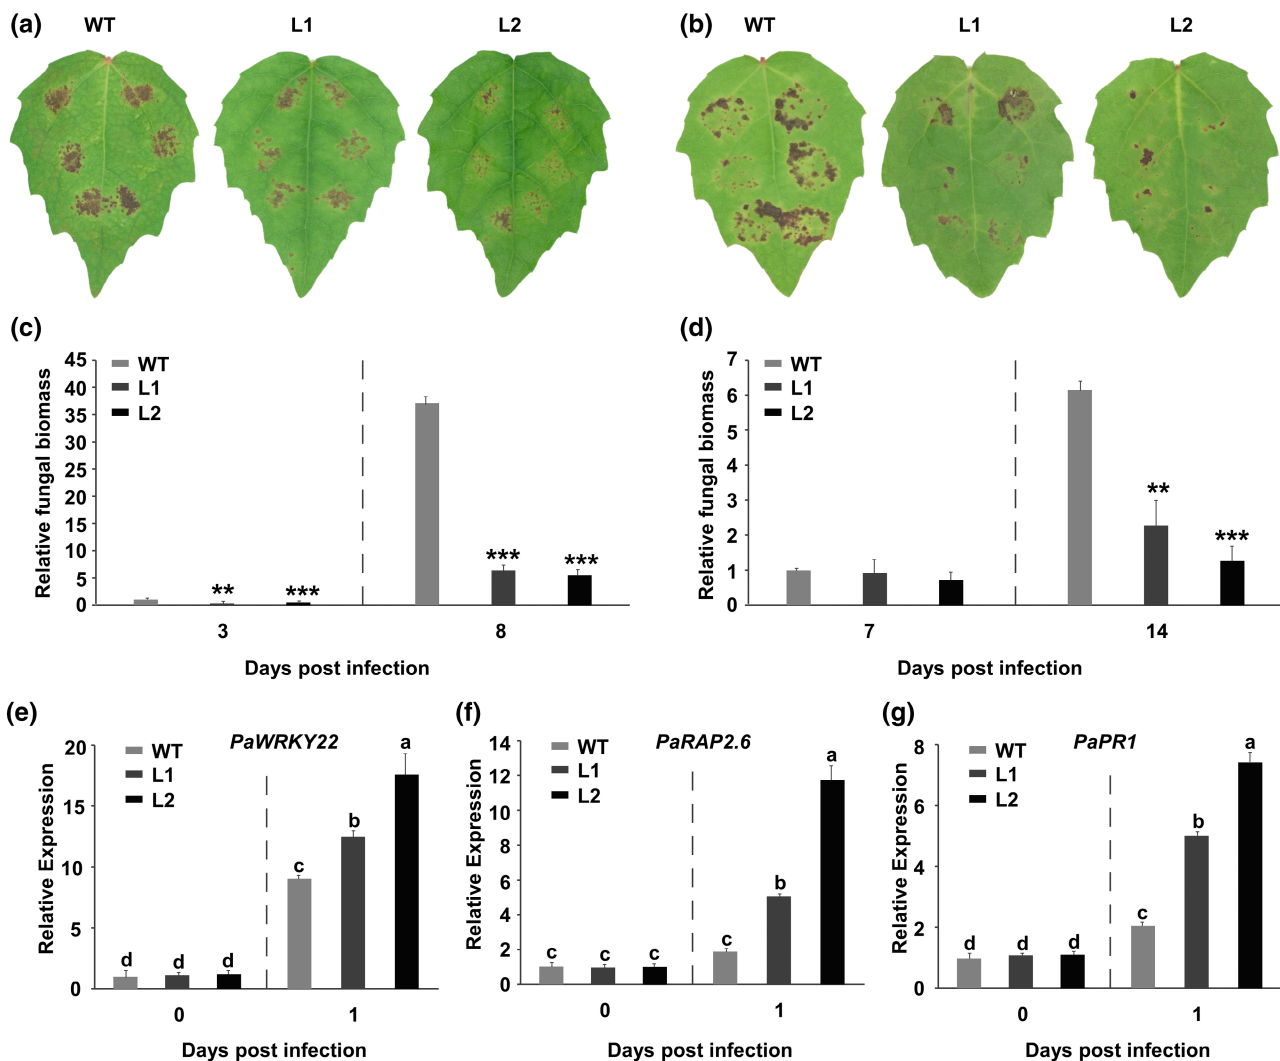 (a)
WT L1 L2
(b)
WT L1 L2
(c)
Relative fungal biomass
45
40
35
30
25
20
15
10
5
0
WT
L1
L2
** *** *** ***
3 8
Days post infection
(d)
Relative fungal biomass
7
6
5
4
3
2
1
0
WT
L1
L2
** ***
7 14
Days post infection
(e)
PaWRKY22
Relative Expression
20
15
10
5
0
WT
L1
L2
d d d c b a
0 1
Days post infection
(f)
PaRAP2.6
Relative Expression
14
12
10
8
6
4
2
0
WT
L1
L2
c c c c b a
0 1
Days post infection
(g)
PaPR1
Relative Expression
8
6
4
2
0
WT
L1
L2
d d d c b a
0 1
Days post infection